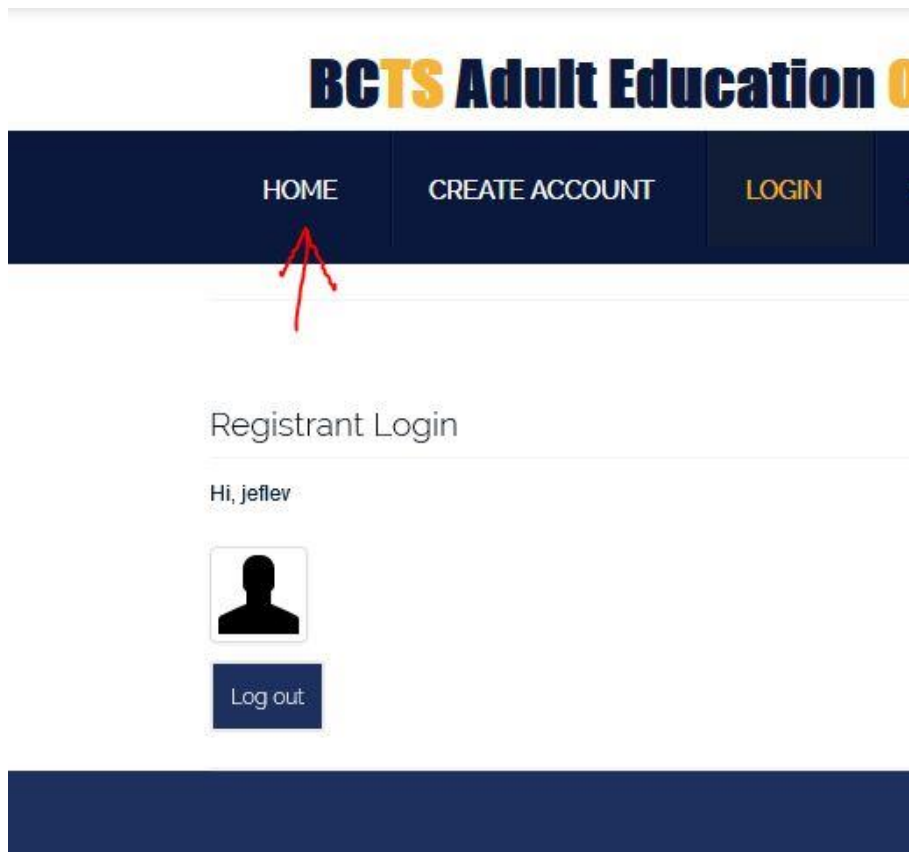 BCTS Adult Education
HOME CREATE ACCOUNT LOGIN
Registrant Login
Hi, jeflev
Log out